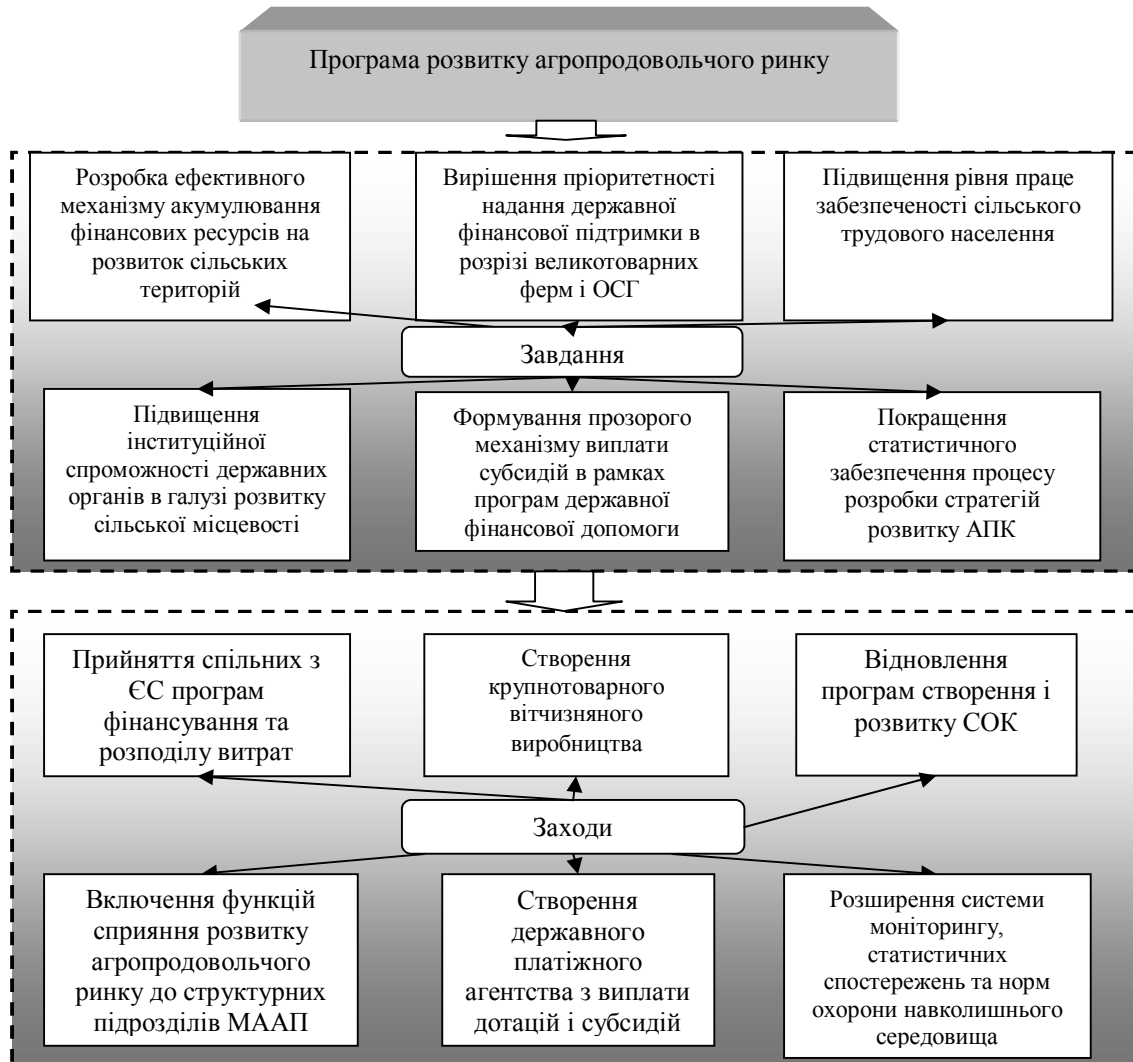 Програма розвитку агропродовольчого ринку
Розробка ефективного
механізму акумулювання
фінансових ресурсів на
розвиток сільських
територій
Вирішення пріоритетності
надання державної
фінансової підтримки в
розрізі великотоварних
ферм і ОСГ
Підвищення рівня праце
забезпеченості сільського
трудового населення
Завдання
Підвищення
інституційної
спроможності державних
органів в галузі розвитку
сільської місцевості
Формування прозорого
механізму виплати
субсидій в рамках
програм державної
фінансової допомоги
Покращення
статистичного
забезпечення процесу
розробки стратегій
розвитку АПК
Прийняття спільних з
ЄС програм
фінансування та
розподілу витрат
Створення
крупнотоварного
вітчизняного
виробництва
Відновлення
програм створення і
розвитку СОК
Заходи
Включення функцій
сприяння розвитку
агропродовольчого
ринку до структурних
підрозділів МААП
Створення
державного
платіжного
агентства з виплати
дотацій і субсидій
Розширення системи
моніторингу,
статистичних
спостережень та норм
охорони навколишнього
середовища